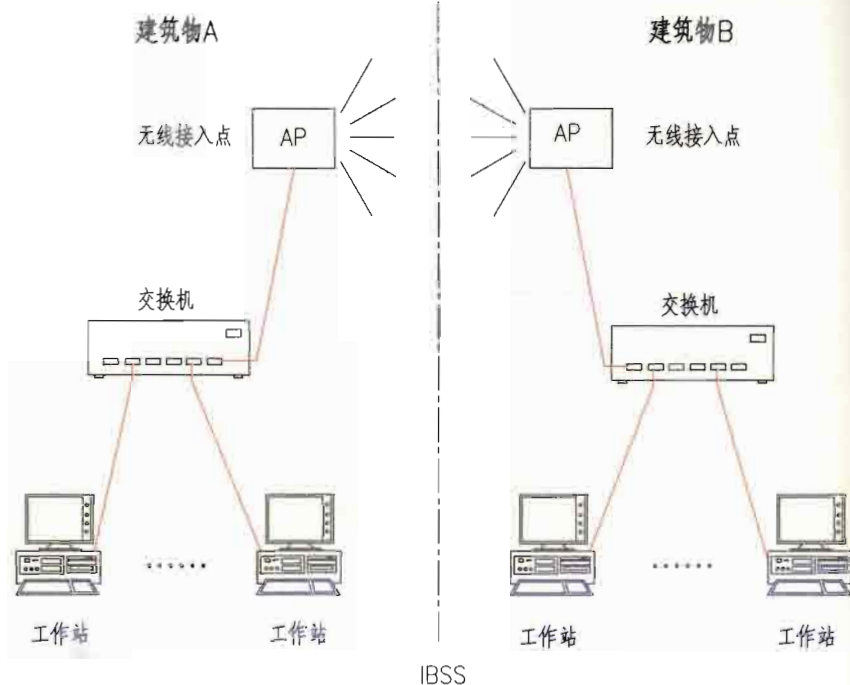 建筑物A
建筑物B
无线接入点
AP
AP
无线接入点
交换机
交换机
工作站
工作站
工作站
工作站
IBSS